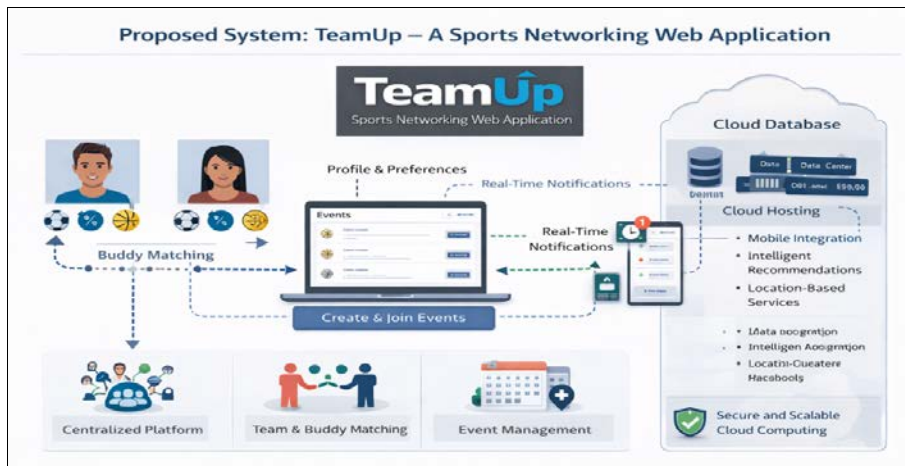 Proposed System: TeamUp – A Sports Networking Web Application
TeamUp
Sports Networking Web Application
Cloud Database
Data
Data Center
Cloud Hosting
Profile & Preferences
Real-Time Notifications
Events
Real-Time
Notifications
1
Buddy Matching
Create & Join Events
• Mobile Integration
• Intelligent
Recommendations
• Location-Based
Services
Centralized Platform
Team & Buddy Matching
Event Management
Secure and Scalable
Cloud Computing